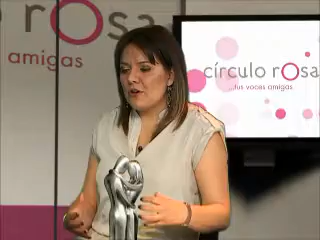 o rosa
amigas
círculo rosa
...tus voces amigas